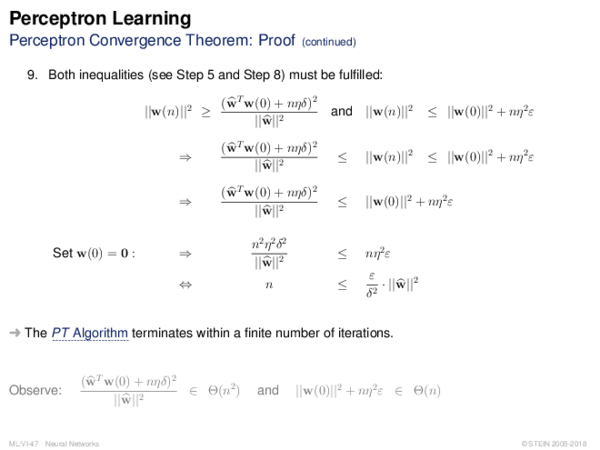 Perceptron Learning
Perceptron Convergence Theorem: Proof (continued)
9. Both inequalities (see Step 5 and Step 8) must be fulfilled:
||w(n)||² ≥ (ŵᵀw(0) + nηδ)² / ||ŵ||² and ||w(n)||² ≤ ||w(0)||² + nη²ε
⇒ (ŵᵀw(0) + nηδ)² / ||ŵ||² ≤ ||w(n)||² ≤ ||w(0)||² + nη²ε
⇒ (ŵᵀw(0) + nηδ)² / ||ŵ||² ≤ ||w(0)||² + nη²ε
Set w(0) = 0 : ⇒ n²η²δ² / ||ŵ||² ≤ nη²ε
⇔ n ≤ ε / δ² · ||ŵ||²
➜ The PT Algorithm terminates within a finite number of iterations.
Observe: (ŵᵀw(0) + nηδ)² / ||ŵ||² ∈ Θ(n²) and ||w(0)||² + nη²ε ∈ Θ(n)
ML:VI-47 Neural Networks © STEIN 2005-2018